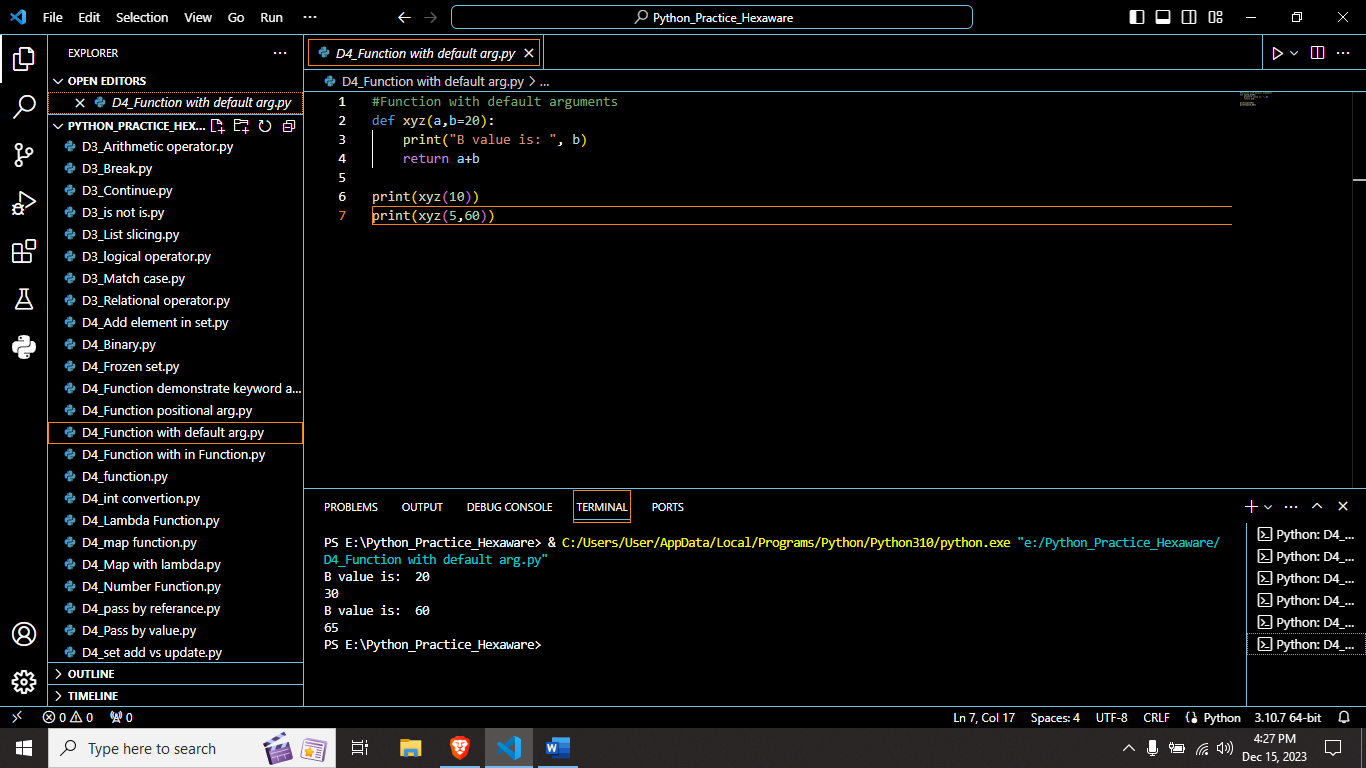 File Edit Selection View Go Run ···
Python_Practice_Hexaware
EXPLORER
OPEN EDITORS
D4_Function with default arg.py
PYTHON_PRACTICE_HEX...
D3_Arithmetic operator.py
D3_Break.py
D3_Continue.py
D3_is not is.py
D3_List slicing.py
D3_logical operator.py
D3_Match case.py
D3_Relational operator.py
D4_Add element in set.py
D4_Binary.py
D4_Frozen set.py
D4_Function demonstrate keyword a...
D4_Function positional arg.py
D4_Function with default arg.py
D4_Function with in Function.py
D4_function.py
D4_int convertion.py
D4_Lambda Function.py
D4_map function.py
D4_Map with lambda.py
D4_Number Function.py
D4_pass by referance.py
D4_Pass by value.py
D4_set add vs update.py
OUTLINE
TIMELINE
D4_Function with default arg.py
D4_Function with default arg.py > ...
1 #Function with default arguments
2 def xyz(a,b=20):
3     print("B value is: ", b)
4     return a+b
5
6 print(xyz(10))
7 print(xyz(5,60))
PROBLEMS OUTPUT DEBUG CONSOLE TERMINAL PORTS
PS E:\Python_Practice_Hexaware> & C:/Users/User/AppData/Local/Programs/Python/Python310/python.exe "e:/Python_Practice_Hexaware/
D4_Function with default arg.py"
B value is:  20
30
B value is:  60
65
PS E:\Python_Practice_Hexaware>
Python: D4_...
Python: D4_...
Python: D4_...
Python: D4_...
Python: D4_...
Python: D4_...
0 0 0 Ln 7, Col 17 Spaces: 4 UTF-8 CRLF Python 3.10.7 64-bit
Type here to search
4:27 PM
Dec 15, 2023